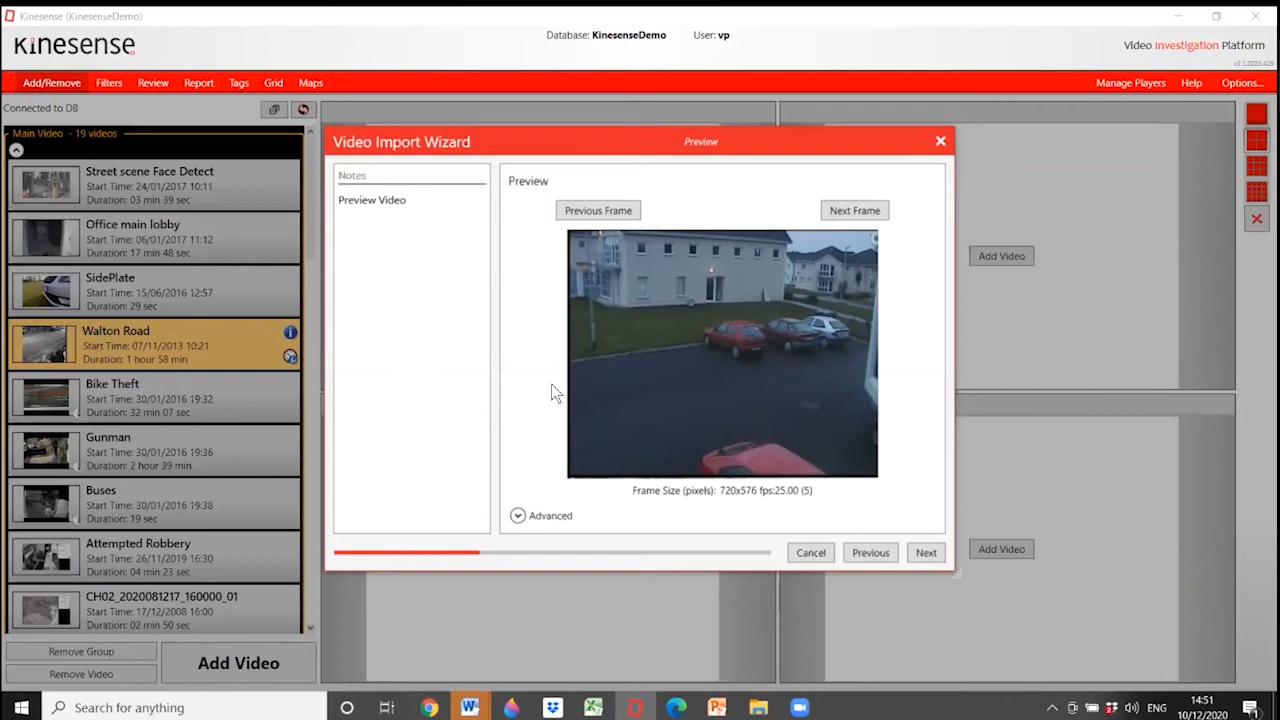 Kinesense (KinesenseDemo)
Kinesense
Database: KinesenseDemo User: vp
Video Investigation Platform
Add/Remove Filters Review Report Tags Grid Maps
Manage Players Help Options...
Connected to DB
Main Video - 19 videos
Street scene Face Detect
Start Time: 24/01/2017 10:11
Duration: 03 min 39 sec
Office main lobby
Start Time: 06/01/2017 11:12
Duration: 17 min 48 sec
SidePlate
Start Time: 15/06/2016 12:57
Duration: 29 sec
Walton Road
Start Time: 07/11/2013 10:21
Duration: 1 hour 58 min
Bike Theft
Start Time: 30/01/2016 19:32
Duration: 32 min 07 sec
Gunman
Start Time: 30/01/2016 19:36
Duration: 2 hour 39 min
Buses
Start Time: 30/01/2016 19:38
Duration: 19 sec
Attempted Robbery
Start Time: 26/11/2019 16:30
Duration: 04 min 23 sec
CH02_2020081217_160000_01
Start Time: 17/12/2008 16:00
Duration: 02 min 50 sec
Remove Group
Remove Video
Add Video
Video Import Wizard
Preview
Notes
Preview Video
Preview
Previous Frame
Next Frame
Frame Size (pixels): 720x576 fps:25.00 (5)
Advanced
Cancel
Previous
Next
Add Video
Add Video
Search for anything
14:51
10/12/2020